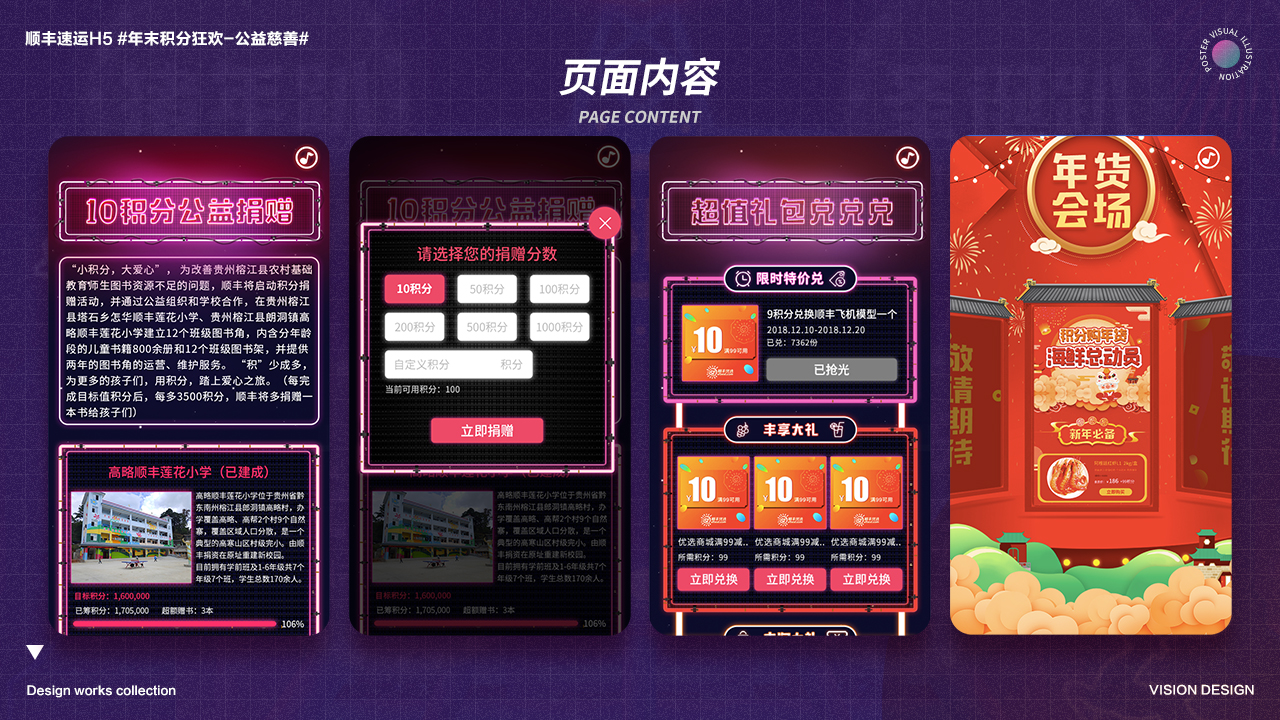 顺丰速运H5 #年末积分狂欢-公益慈善#
POSTER VISUAL ILLUSTRATION
页面内容
PAGE CONTENT
10积分公益捐赠
“小积分，大爱心”，为改善贵州榕江县农村基础
教育师生图书资源不足的问题，顺丰将启动积分捐
赠活动，并通过公益组织和学校合作，在贵州榕江
县塔石乡怎华顺丰莲花小学、贵州榕江县朗洞镇高
略顺丰莲花小学建立12个班级图书角，内含分年龄
段的儿童书籍800余册和12个班级图书架，并提供
两年的图书角的运营、维护服务。“积”少成多，
为更多的孩子们，用积分，踏上爱心之旅。（每完
成目标值积分后，每多3500积分，顺丰将多捐赠一
本书给孩子们）
高略顺丰莲花小学（已建成）
高略顺丰莲花小学位于贵州省黔
东南州榕江县郎洞镇高略村，办
学覆盖高略、高帮2个村9个自然
寨，覆盖区域人口分散，是一个
典型的高寒山区村级完小。由顺
丰捐资在原址重建新校园。
目前拥有学前班及1-6年级共7个
年级7个班，学生总数170余人。
目标积分：1,600,000
已筹积分：1,705,000 超额赠书：3本
106%
10积分公益捐赠
请选择您的捐赠分数
10积分 50积分 100积分
200积分 500积分 1000积分
自定义积分 积分
当前可用积分：100
立即捐赠
高略顺丰莲花小学（已建成）
高略顺丰莲花小学位于贵州省黔
东南州榕江县郎洞镇高略村，办
学覆盖高略、高帮2个村9个自然
寨，覆盖区域人口分散，是一个
典型的高寒山区村级完小。由顺
丰捐资在原址重建新校园。
目前拥有学前班及1-6年级共7个
年级7个班，学生总数170余人。
目标积分：1,600,000
已筹积分：1,705,000 超额赠书：3本
106%
超值礼包兑兑兑
限时特价兑
¥10 满99可用
9积分兑换顺丰飞机模型一个
2018.12.10-2018.12.20
已兑：7362份
已抢光
丰享大礼
¥10 满99可用 ¥10 满99可用 ¥10 满99可用
优选商城满99减.. 优选商城满99减.. 优选商城满99减..
所需积分：99 所需积分：99 所需积分：99
立即兑换 立即兑换 立即兑换
年货
会场
敬请期待
积分购年货
海鲜总动员
新年必备
¥186
立即购买
Design works collection
VISION DESIGN